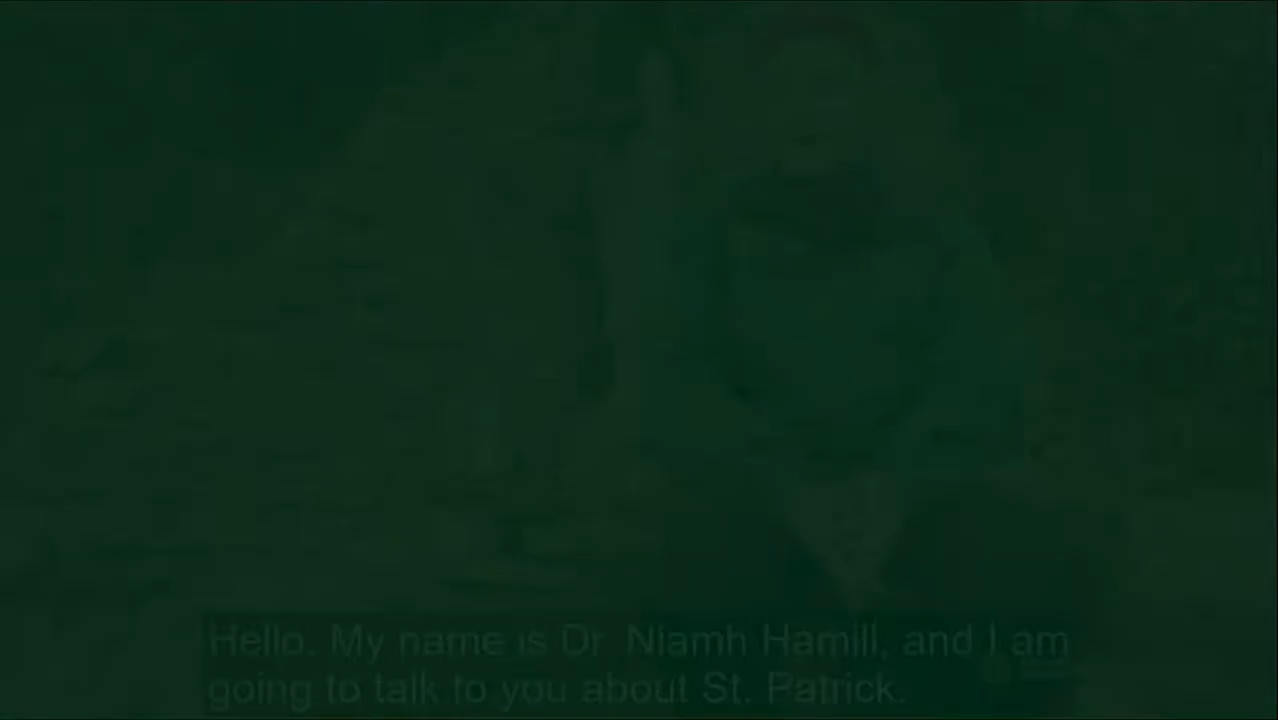 Hello. My name is Dr Niamh Hamill, and I am
going to talk to you about St. Patrick.